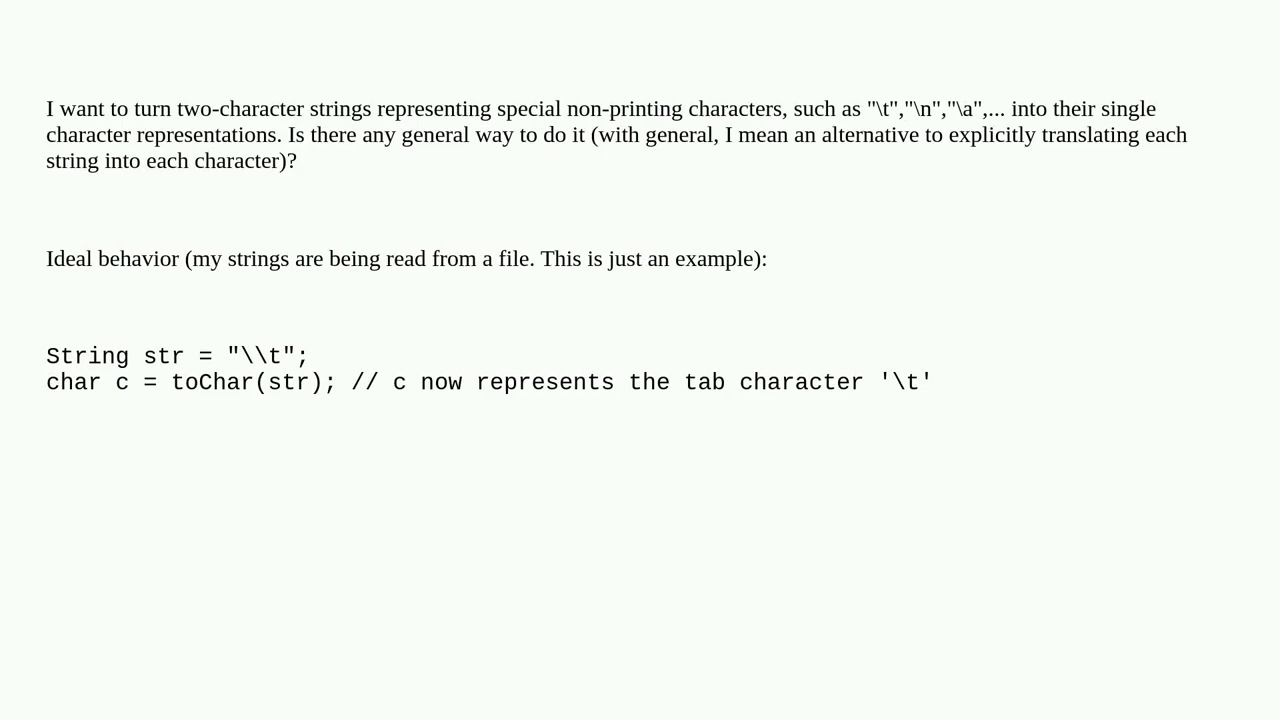 I want to turn two-character strings representing special non-printing characters, such as "\t","\n","\a",... into their single
character representations. Is there any general way to do it (with general, I mean an alternative to explicitly translating each
string into each character)?
Ideal behavior (my strings are being read from a file. This is just an example):
String str = "\\t";
char c = toChar(str); // c now represents the tab character '\t'